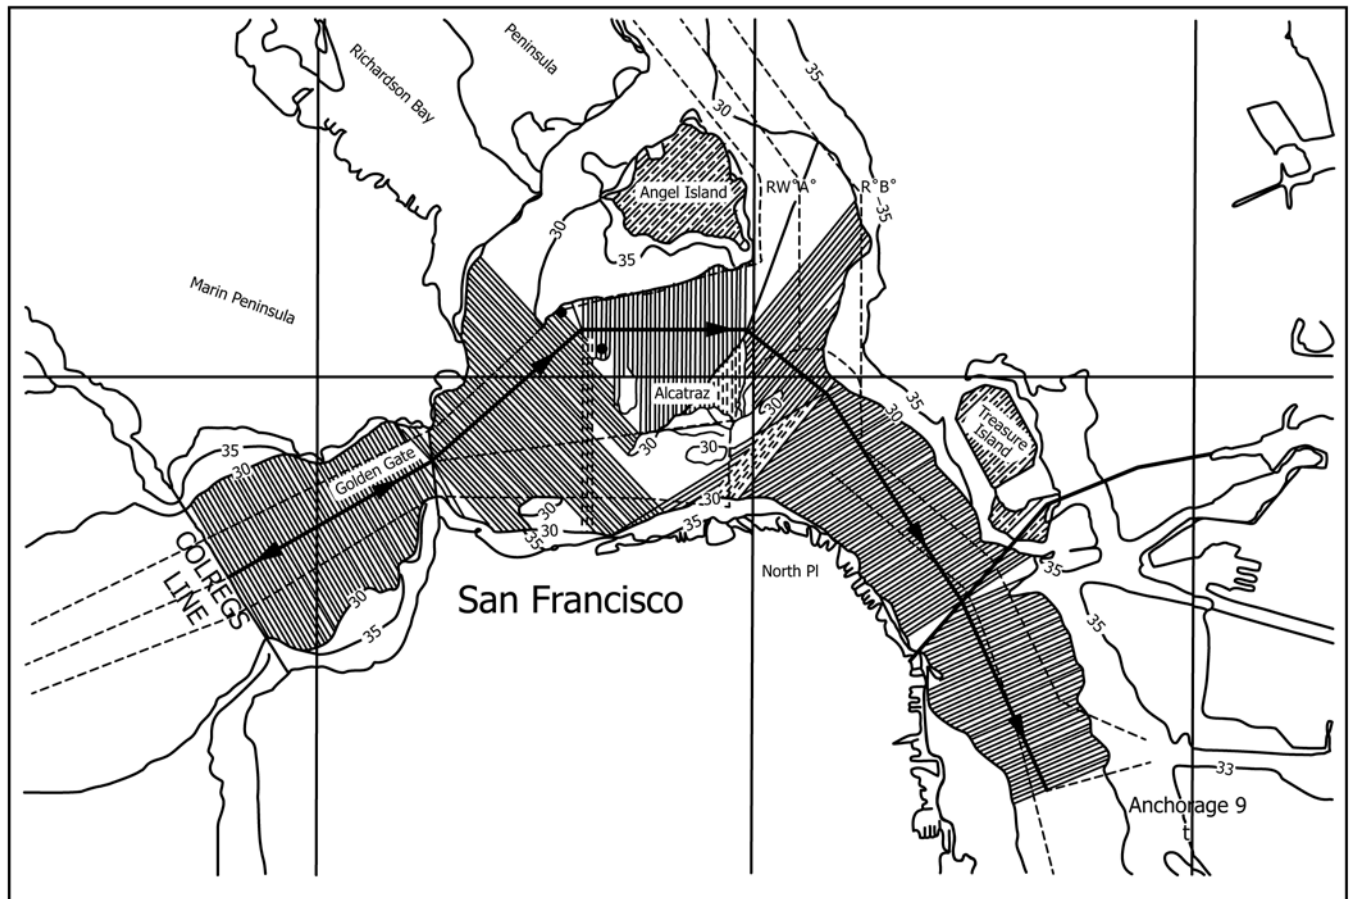 Peninsula
Richardson Bay
35
30
Angel Island
RW°A°
R°B°
35
30
35
Marin Peninsula
Alcatraz
35
30
30
Treasure
Island
35
30
Golden Gate
30
30
30
30
30
35
35
COLREGS
LINE
North Pl
35
San Francisco
30
35
35
33
Anchorage 9
t